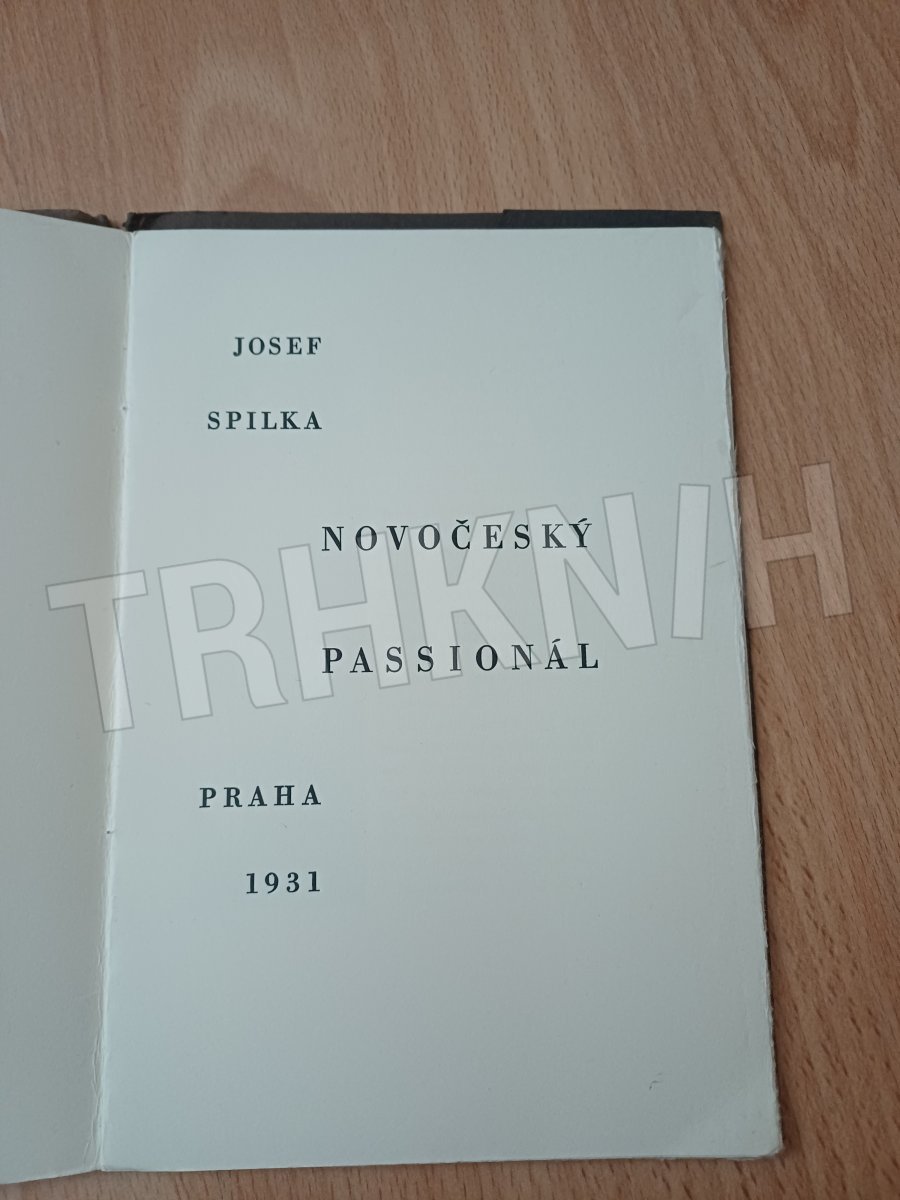 JOSEF
SPILKA
NOVOČESKÝ
PASSIONÁL
PRAHA
1931
TRHKNIH